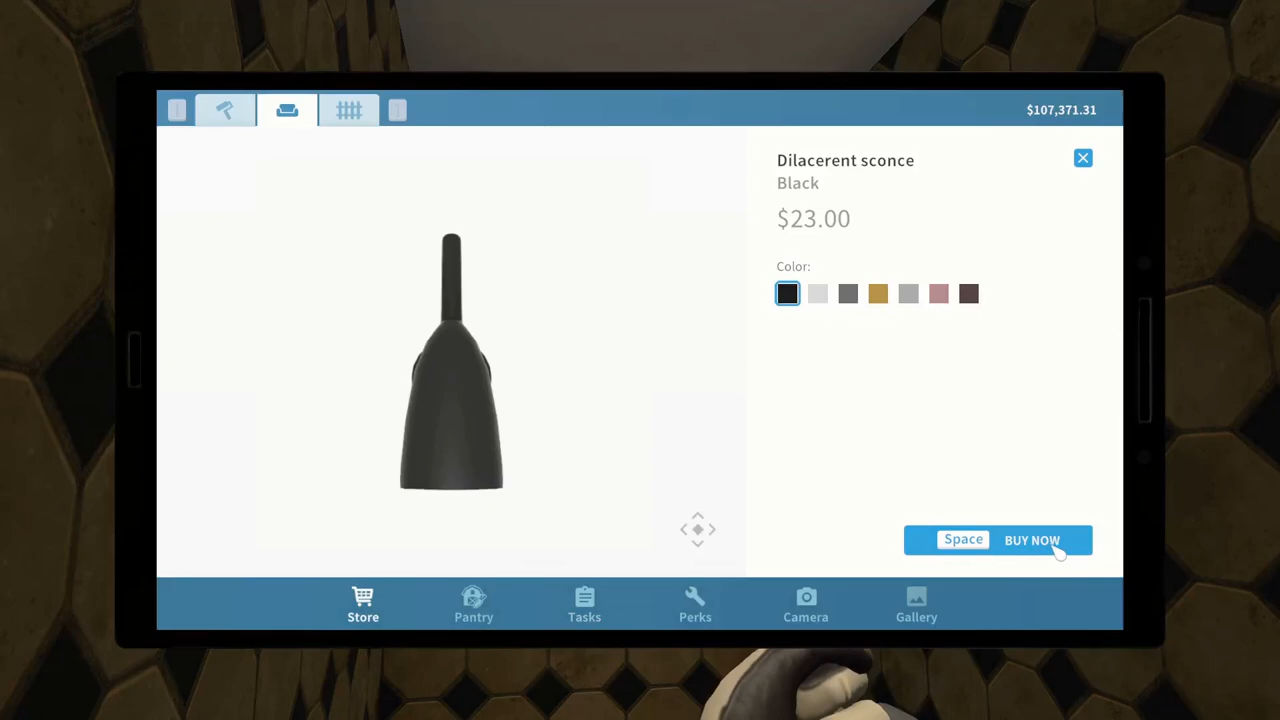 $107,371.31
Dilacerent sconce
Black
$23.00
Color:
Space BUY NOW
Store Pantry Tasks Perks Camera Gallery